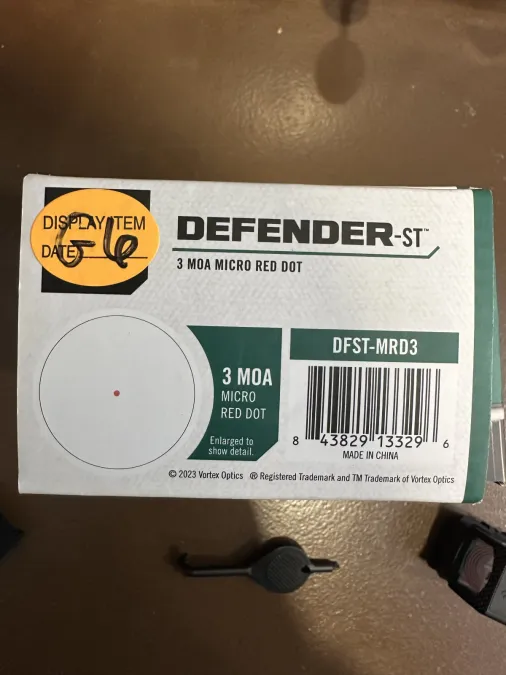 DISPLAY ITEM
DATE
G6
DEFENDER-ST™
3 MOA MICRO RED DOT
DFST-MRD3
3 MOA
MICRO
RED DOT
Enlarged to
show detail.
8 43829 13329 6
MADE IN CHINA
© 2023 Vortex Optics ® Registered Trademark and TM Trademark of Vortex Optics